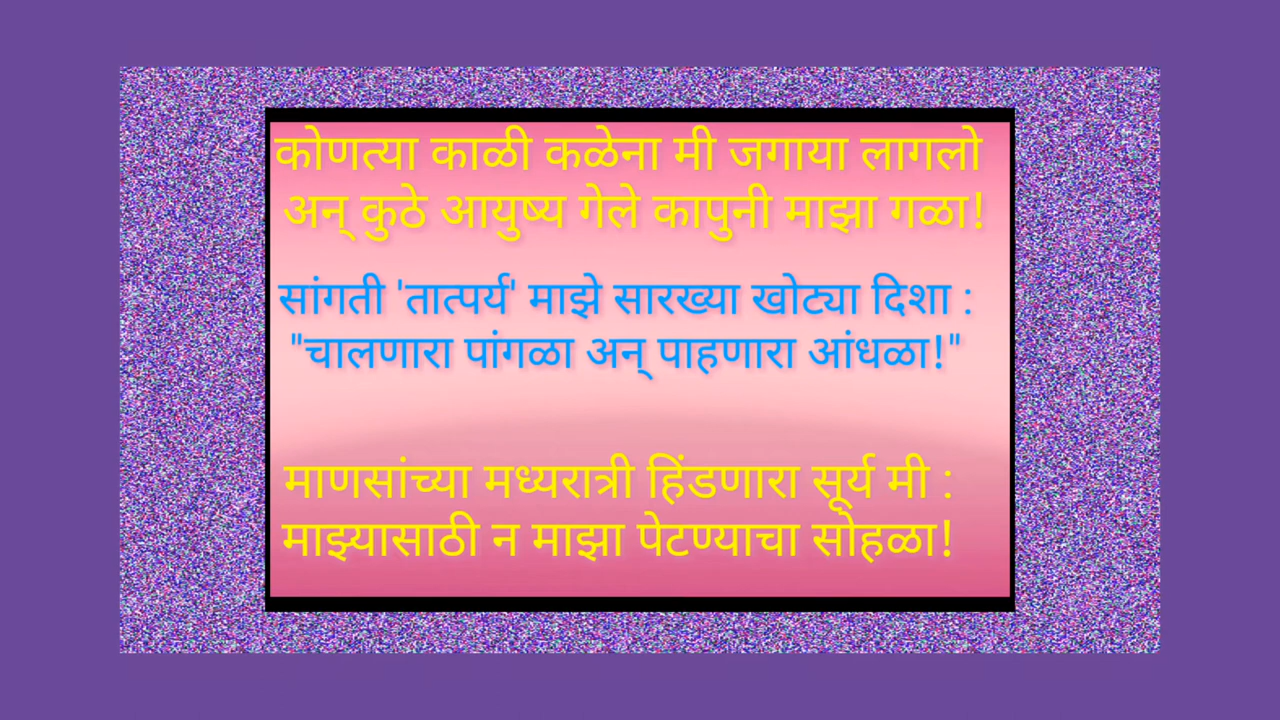 कोणत्या काळी कळेना मी जगाया लागलो
अन् कुठे आयुष्य गेले कापुनी माझा गळा!
सांगती 'तात्पर्य' माझे सारख्या खोट्या दिशा :
"चालणारा पांगळा अन् पाहणारा आंधळा!"
माणसांच्या मध्यरात्री हिंडणारा सूर्य मी :
माझ्यासाठी न माझा पेटण्याचा सोहळा!